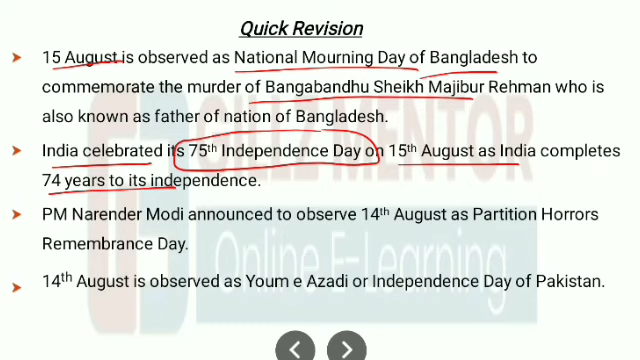 Quick Revision
15 August is observed as National Mourning Day of Bangladesh to
commemorate the murder of Bangabandhu Sheikh Majibur Rehman who is
also known as father of nation of Bangladesh.
India celebrated its 75th Independence Day on 15th August as India completes
74 years to its independence.
PM Narender Modi announced to observe 14th August as Partition Horrors
Remembrance Day.
14th August is observed as Youm e Azadi or Independence Day of Pakistan.
MENTOR
Online E-Learning